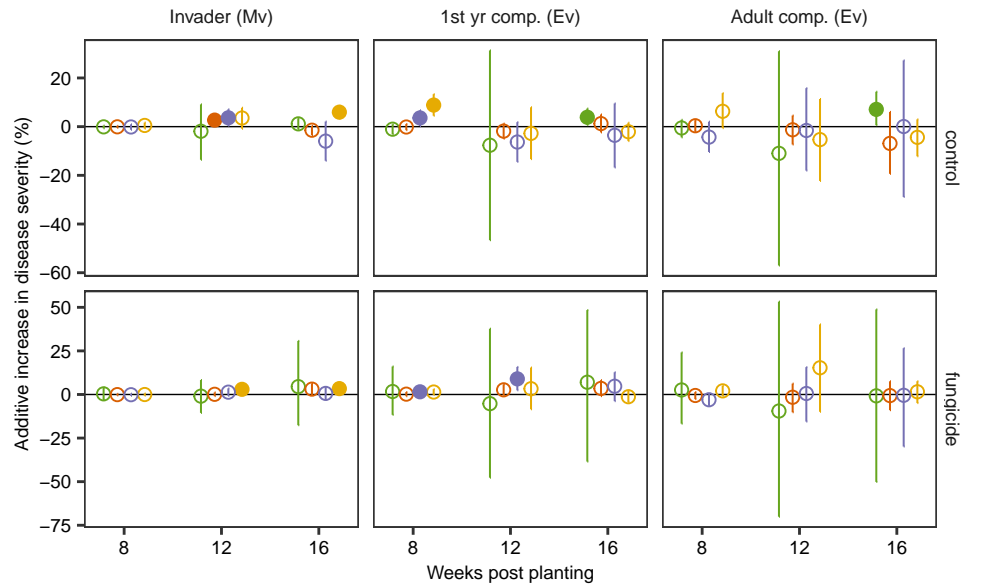 Invader (Mv)
1st yr comp. (Ev)
Adult comp. (Ev)
Additive increase in disease severity (%)
20
0
−20
−40
−60
control
50
25
0
−25
−50
−75
fungicide
8
12
16
8
12
16
8
12
16
Weeks post planting